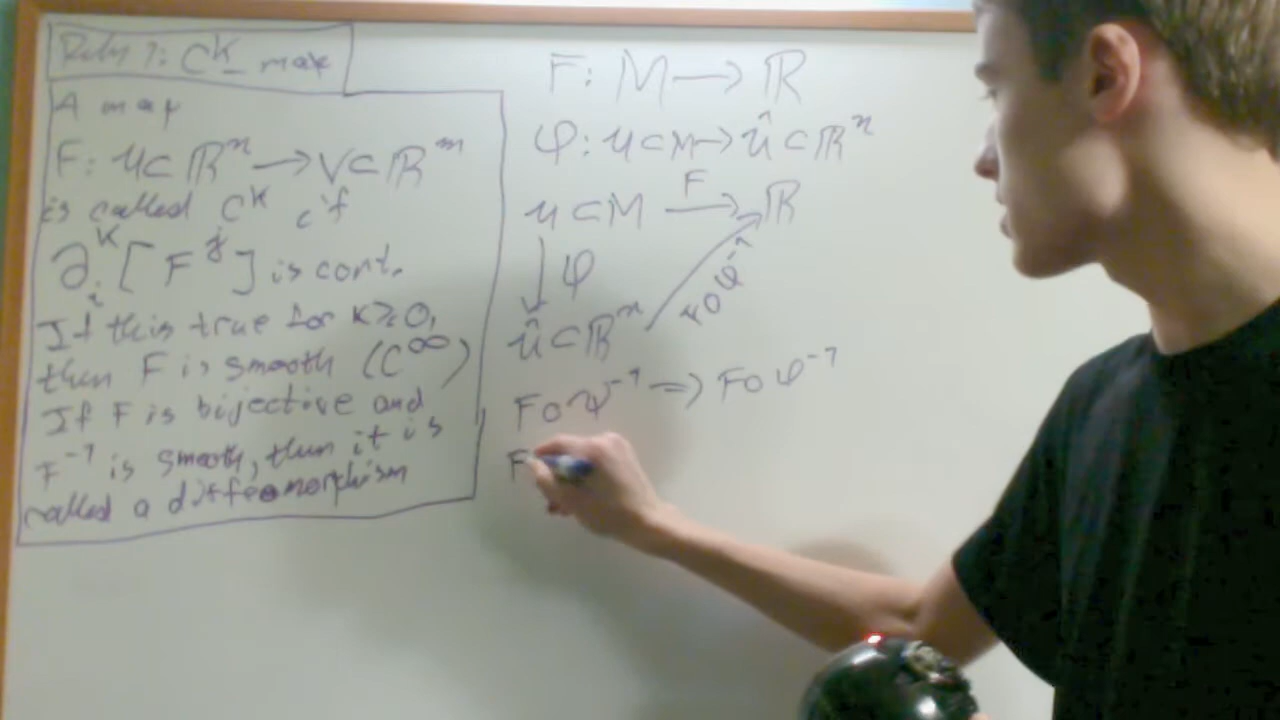 Defn 1: C^k - map
A map
F: U ⊂ ℝ^n → V ⊂ ℝ^m
is called C^k if
∂_i^k [F^j] is cont.
If this true for K ≥ 0,
then F is smooth (C^∞)
If F is bijective and
F^-1 is smooth, then it is
called a diffeomorphism
F: M → ℝ
φ: U ⊂ M → Û ⊂ ℝ^n
U ⊂ M F→ ℝ
↓ φ
F∘φ^-1
Û ⊂ ℝ^n
F∘ψ^-1 ⇒ F∘φ^-1
F